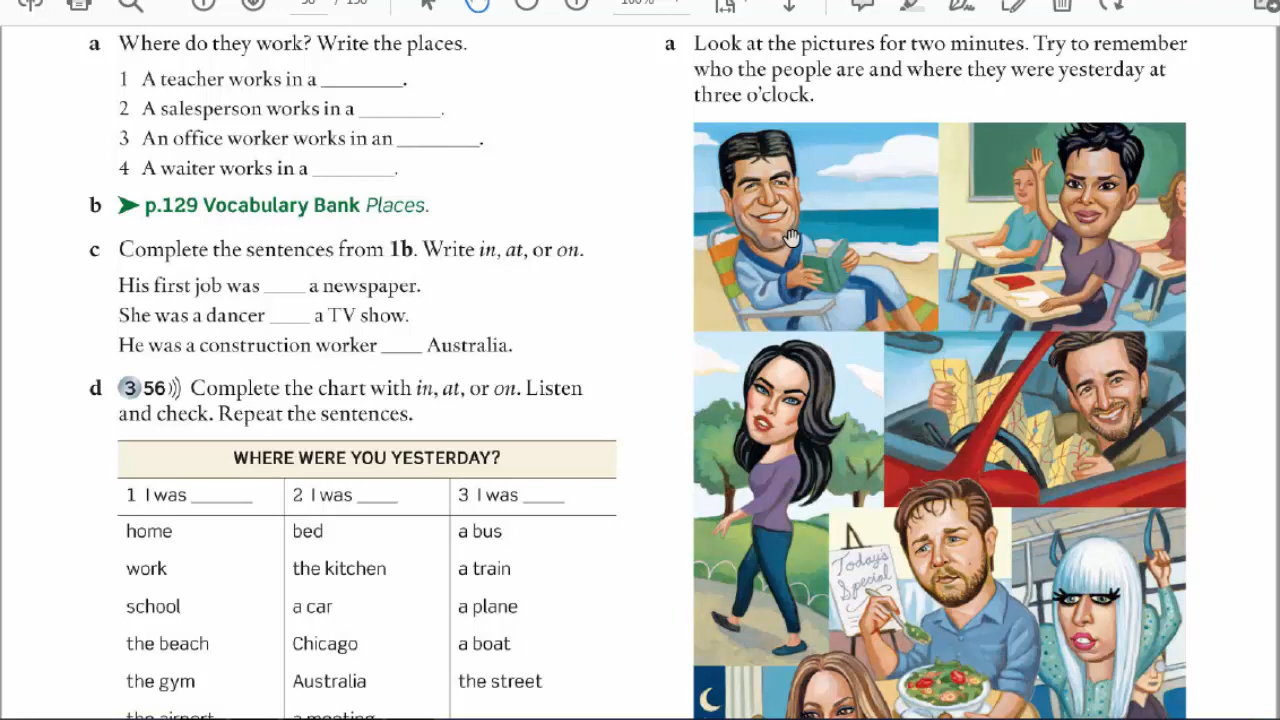 a Where do they work? Write the places.
1 A teacher works in a ________.
2 A salesperson works in a ________.
3 An office worker works in an ________.
4 A waiter works in a ________.
b ➤ p.129 Vocabulary Bank Places.
c Complete the sentences from 1b. Write in, at, or on.
His first job was ____ a newspaper.
She was a dancer ____ a TV show.
He was a construction worker ____ Australia.
d 3 56 Complete the chart with in, at, or on. Listen
and check. Repeat the sentences.
WHERE WERE YOU YESTERDAY?
1 I was ______ 2 I was ____ 3 I was ____
home bed a bus
work the kitchen a train
school a car a plane
the beach Chicago a boat
the gym Australia the street
the airport a meeting
a Look at the pictures for two minutes. Try to remember
who the people are and where they were yesterday at
three o'clock.
Today's
Special